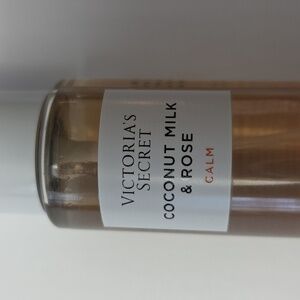 VICTORIA'S
SECRET
COCONUT MILK
& ROSE
CALM